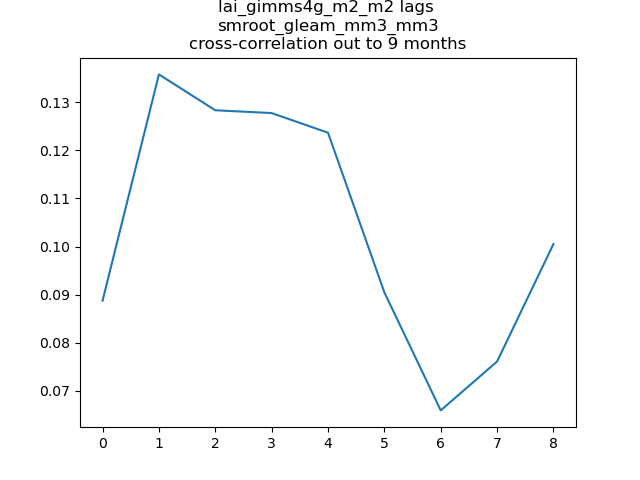 lai_gimms4g_m2_m2 lags
smroot_gleam_mm3_mm3
cross-correlation out to 9 months
0.13
0.12
0.11
0.10
0.09
0.08
0.07
0 1 2 3 4 5 6 7 8